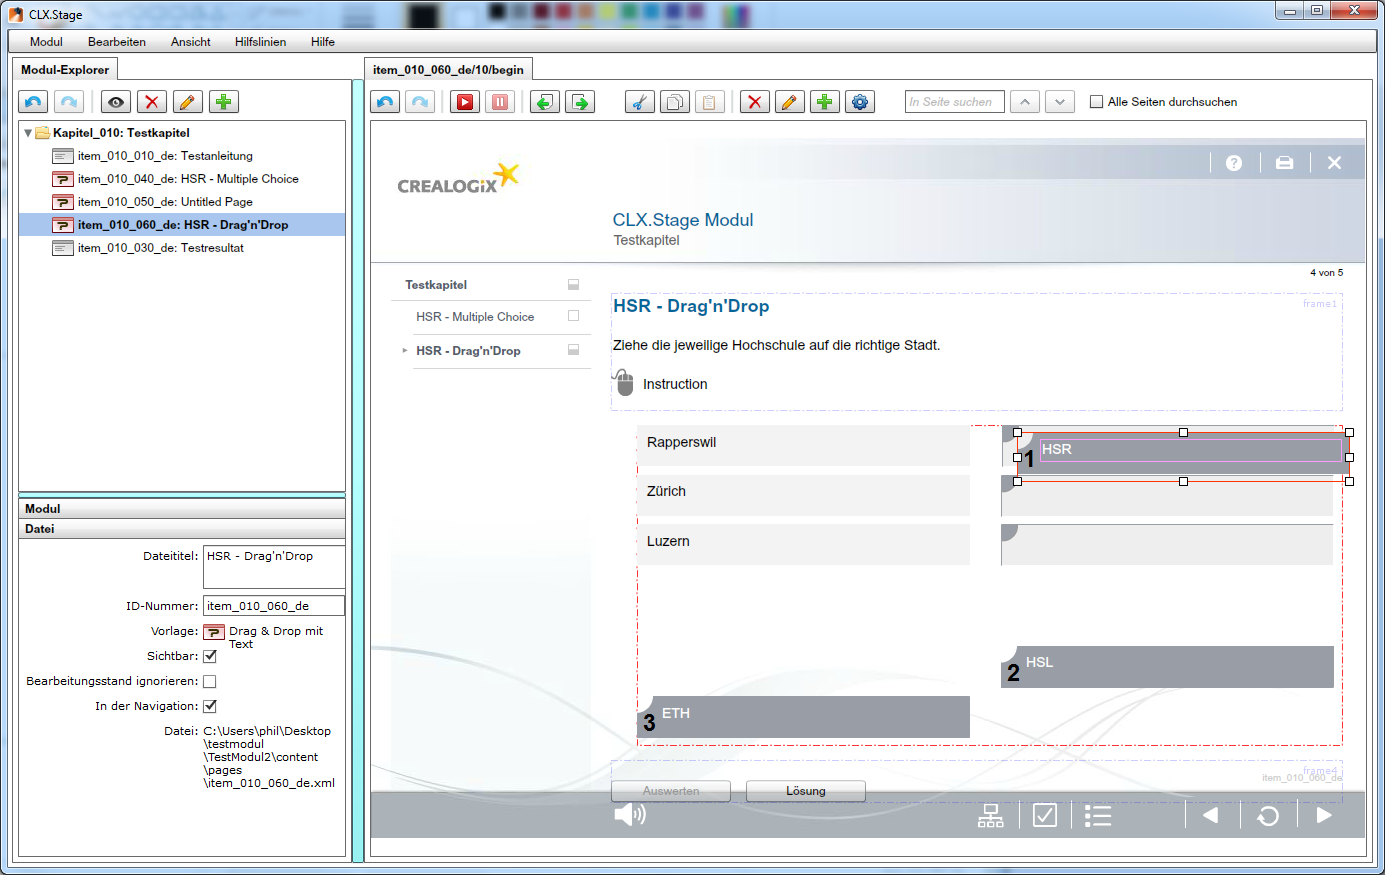 CLX.Stage
Modul Bearbeiten Ansicht Hilfslinien Hilfe
Modul-Explorer
item_010_060_de/10/begin
In Seite suchen
Alle Seiten durchsuchen
Kapitel_010: Testkapitel
item_010_010_de: Testanleitung
item_010_040_de: HSR - Multiple Choice
item_010_050_de: Untitled Page
item_010_060_de: HSR - Drag'n'Drop
item_010_030_de: Testresultat
Modul
Datei
Dateititel: HSR - Drag'n'Drop
ID-Nummer: item_010_060_de
Vorlage: Drag & Drop mit
Text
Sichtbar:
Bearbeitungsstand ignorieren:
In der Navigation:
Datei: C:\Users\phil\Desktop
\testmodul
\TestModul2\content
\pages
\item_010_060_de.xml
CREALOGIX
CLX.Stage Modul
Testkapitel
4 von 5
Testkapitel
HSR - Multiple Choice
HSR - Drag'n'Drop
frame1
HSR - Drag'n'Drop
Ziehe die jeweilige Hochschule auf die richtige Stadt.
Instruction
Rapperswil
1 HSR
Zürich
Luzern
2 HSL
3 ETH
frame4
item_010_060_de
Auswerten
Lösung